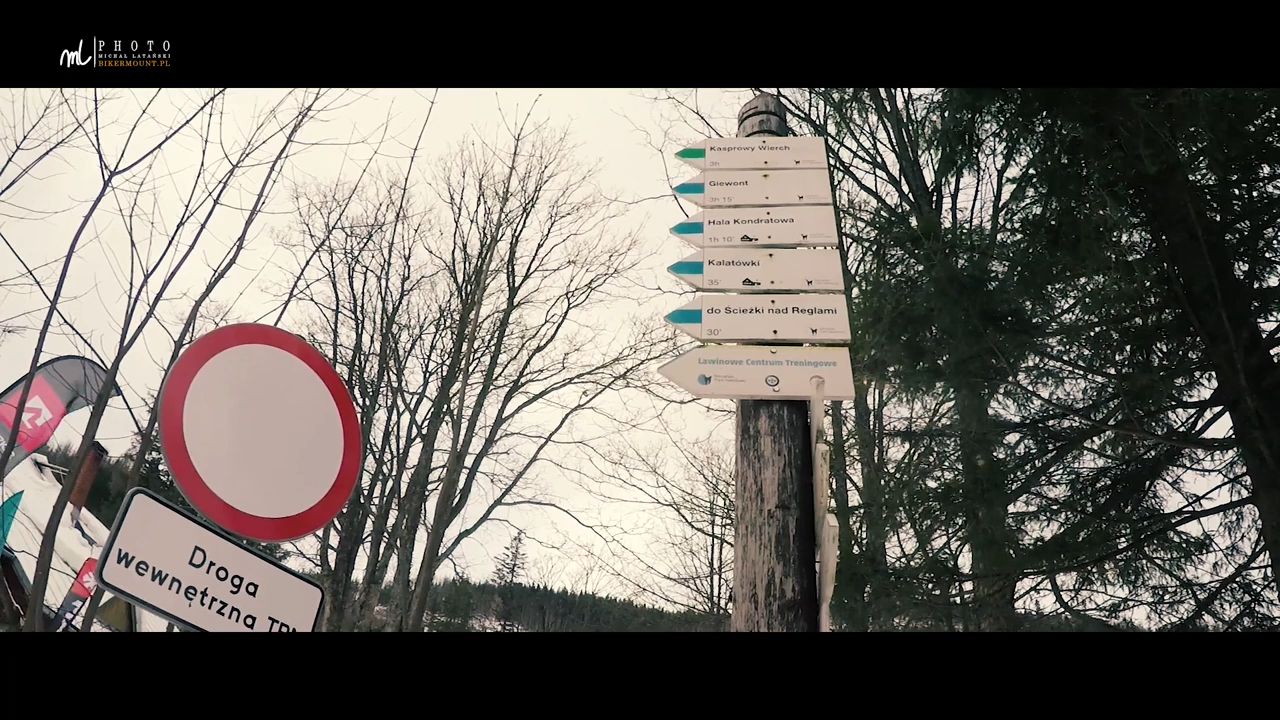 PHOTO
MICHAŁ LATAŃSKI
BIKERMOUNT.PL
Kasprowy Wierch
3h
Giewont
3h 15'
Hala Kondratowa
1h 10'
Kalatówki
35'
do Ścieżki nad Reglami
30'
Lawinowe Centrum Treningowe
Droga
wewnętrzna